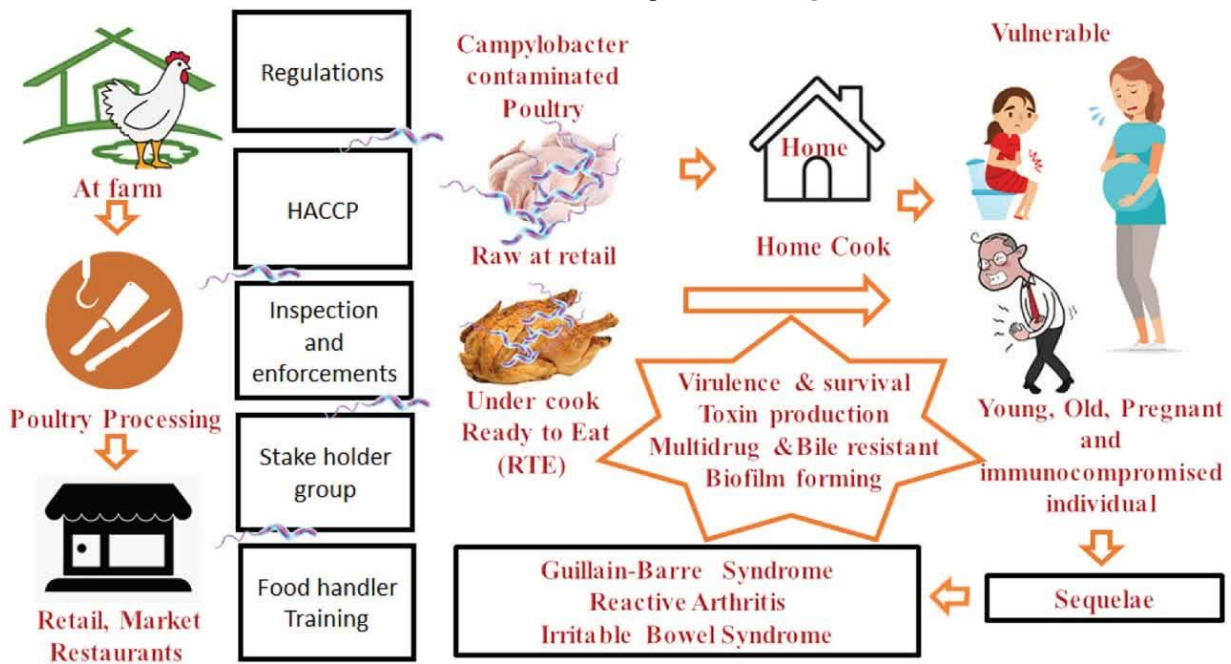 At farm
Poultry Processing
Retail, Market
Restaurants
Regulations
HACCP
Inspection
and
enforcements
Stake holder
group
Food handler
Training
Campylobacter
contaminated
Poultry
Raw at retail
Under cook
Ready to Eat
(RTE)
Home
Home Cook
Virulence & survival
Toxin production
Multidrug &Bile resistant
Biofilm forming
Vulnerable
Young, Old, Pregnant
and
immunocompromised
individual
Sequelae
Guillain-Barre Syndrome
Reactive Arthritis
Irritable Bowel Syndrome